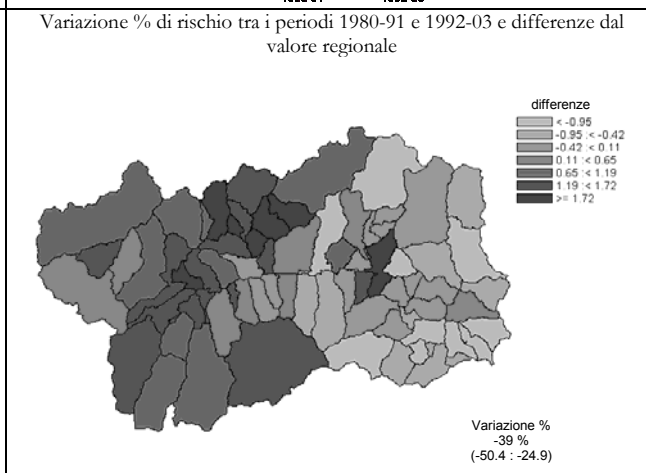 Variazione % di rischio tra i periodi 1980-91 e 1992-03 e differenze dal
valore regionale
differenze
< -0.95
-0.95 :< -0.42
-0.42 :< 0.11
0.11 :< 0.65
0.65 :< 1.19
1.19 :< 1.72
>= 1.72
Variazione %
-39 %
(-50.4 : -24.9)